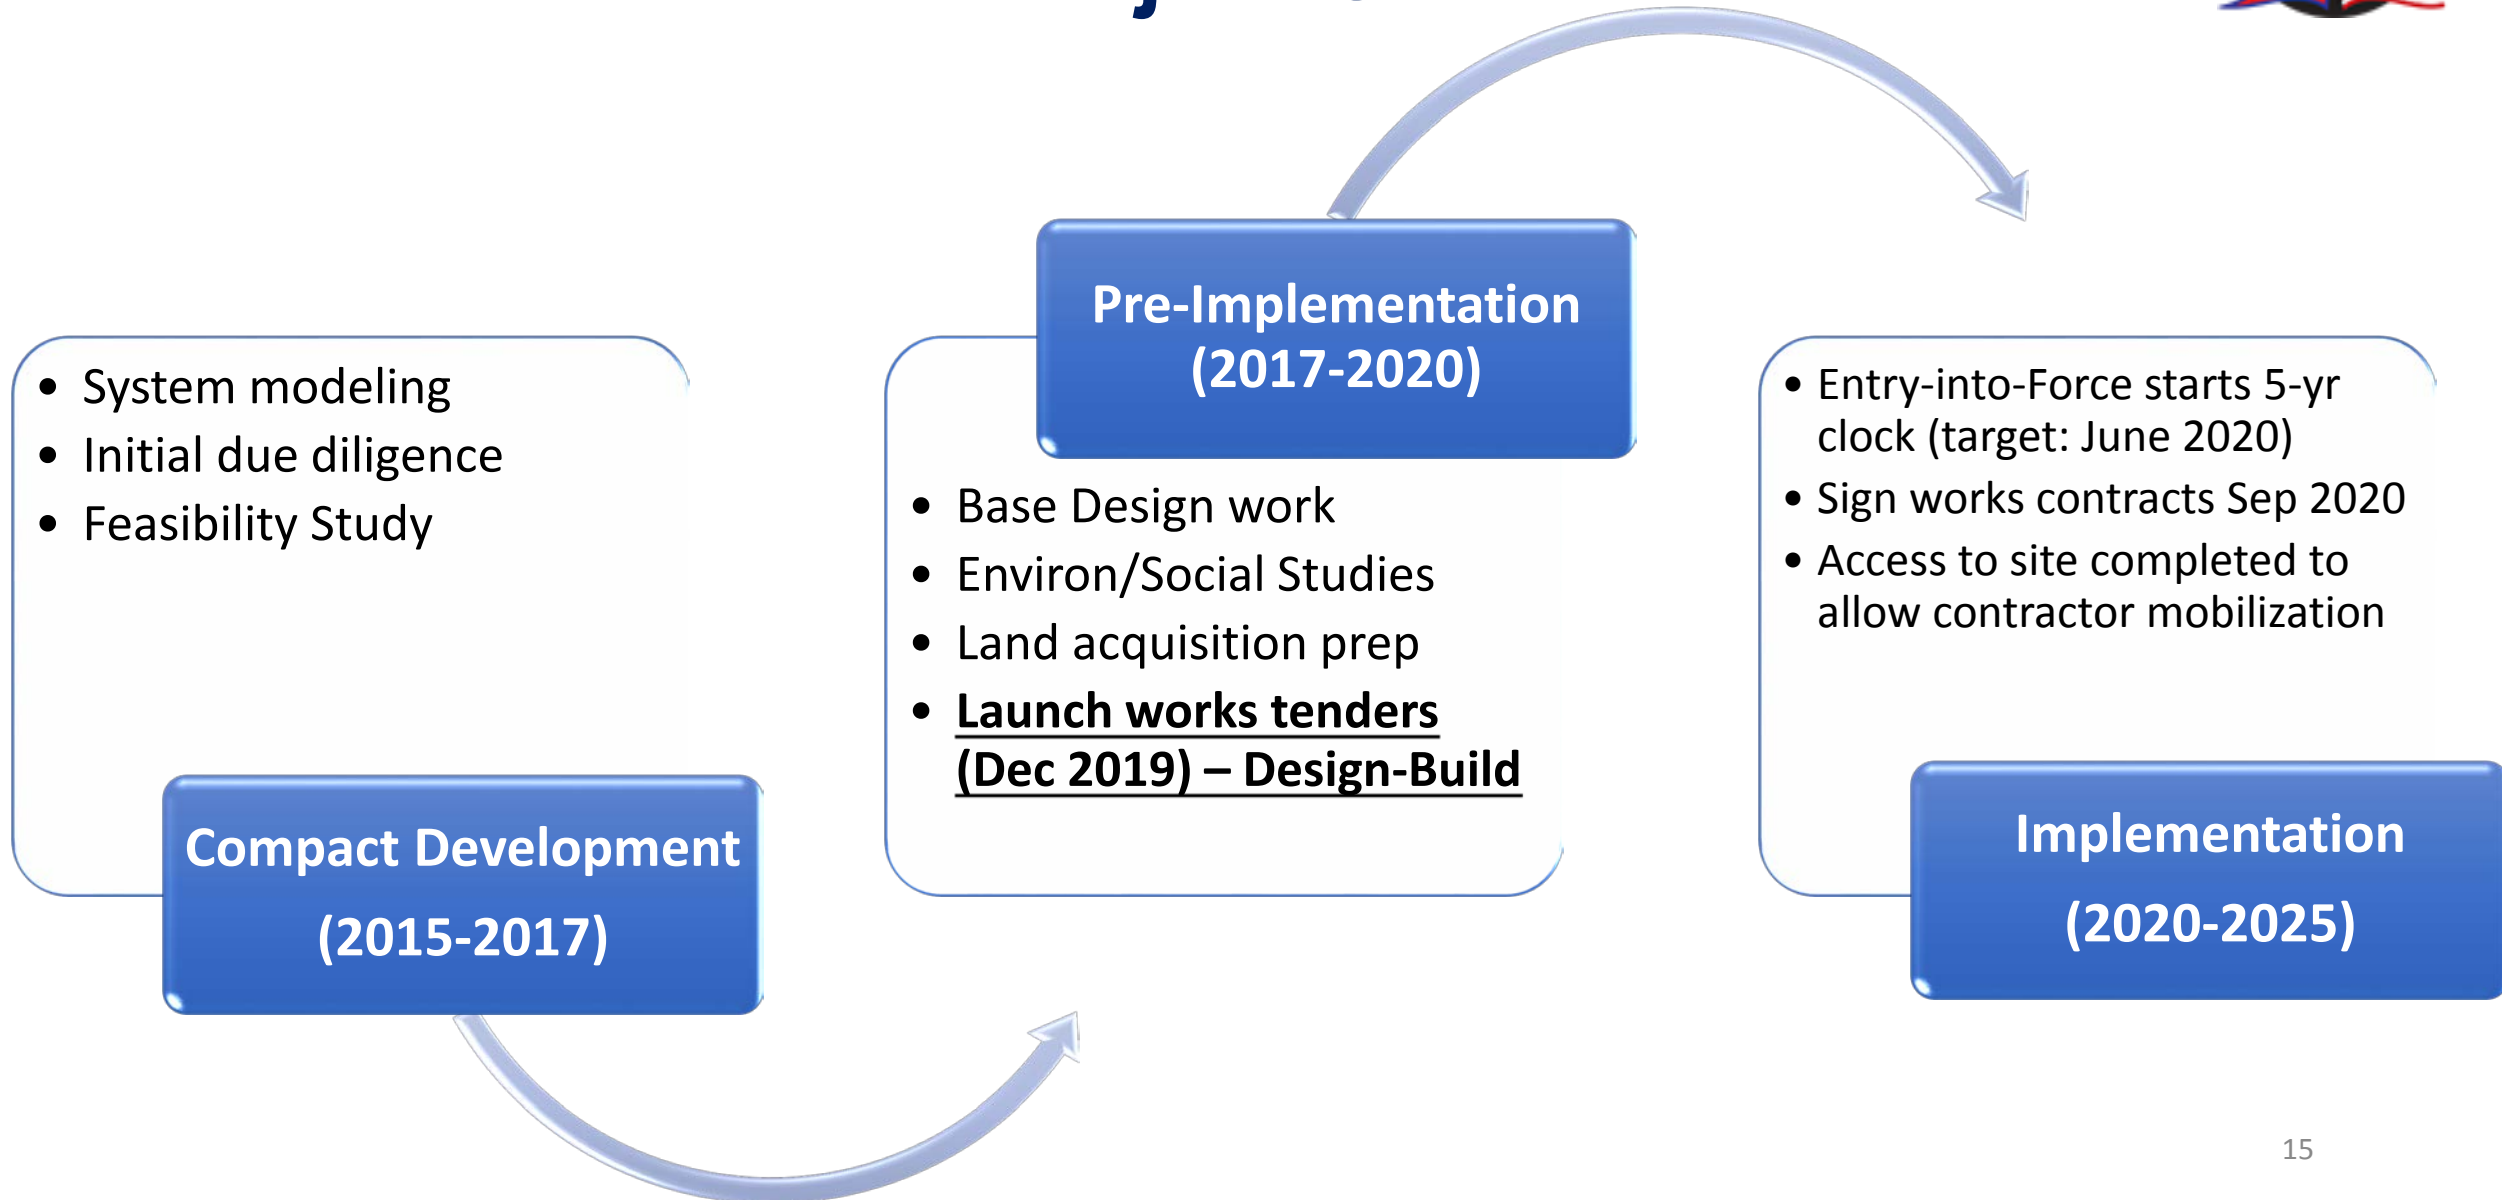 • System modeling
• Initial due diligence
• Feasibility Study
Compact Development
(2015-2017)
Pre-Implementation
(2017-2020)
• Base Design work
• Environ/Social Studies
• Land acquisition prep
• Launch works tenders
(Dec 2019) – Design-Build
• Entry-into-Force starts 5-yr
clock (target: June 2020)
• Sign works contracts Sep 2020
• Access to site completed to
allow contractor mobilization
Implementation
(2020-2025)
15